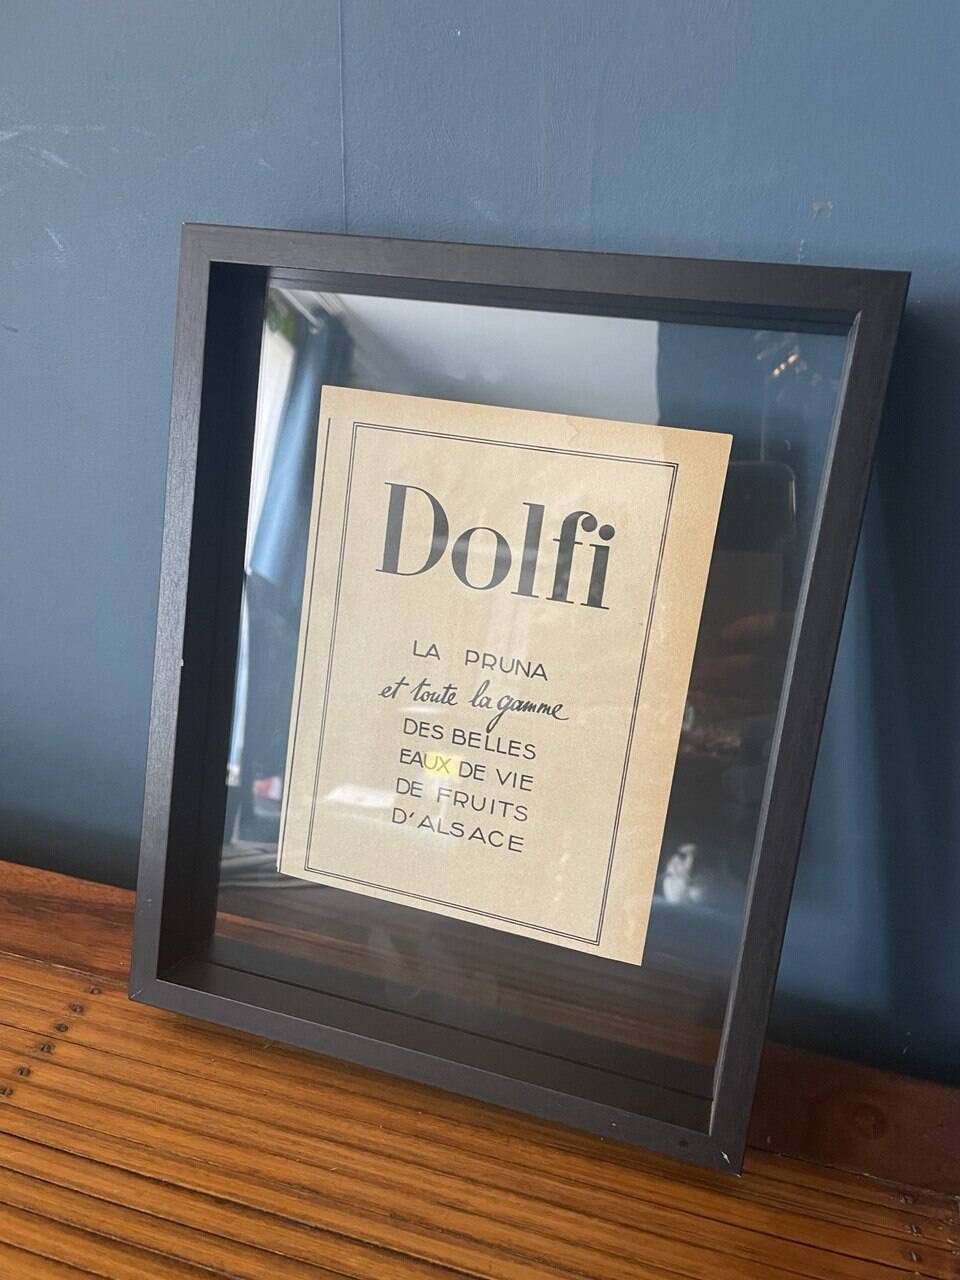 Dolfi
LA PRUNA
et toute la gamme
DES BELLES
EAUX DE VIE
DE FRUITS
D'ALSACE